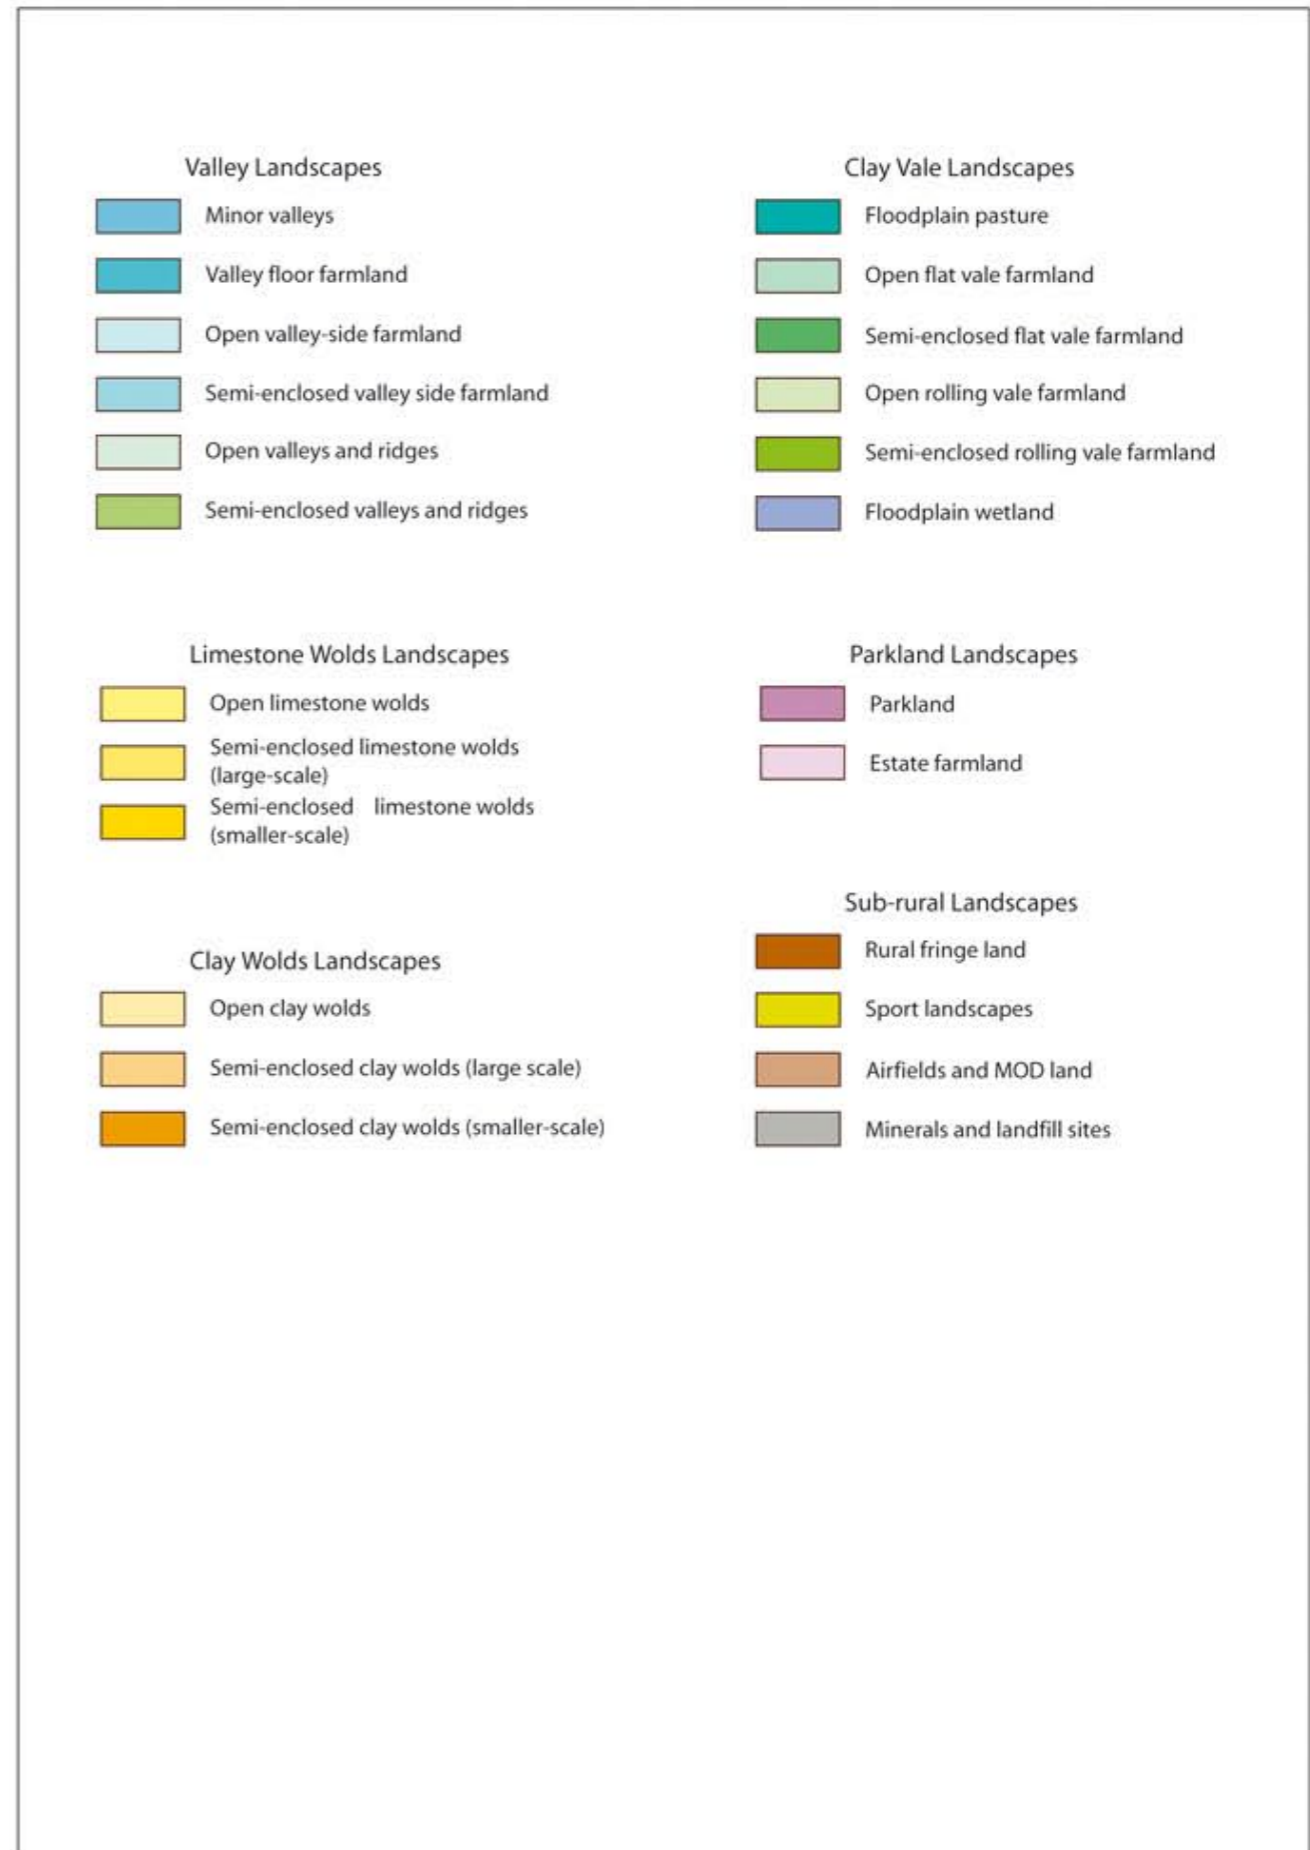 Valley Landscapes
Minor valleys
Valley floor farmland
Open valley-side farmland
Semi-enclosed valley side farmland
Open valleys and ridges
Semi-enclosed valleys and ridges
Limestone Wolds Landscapes
Open limestone wolds
Semi-enclosed limestone wolds
(large-scale)
Semi-enclosed limestone wolds
(smaller-scale)
Clay Wolds Landscapes
Open clay wolds
Semi-enclosed clay wolds (large scale)
Semi-enclosed clay wolds (smaller-scale)
Clay Vale Landscapes
Floodplain pasture
Open flat vale farmland
Semi-enclosed flat vale farmland
Open rolling vale farmland
Semi-enclosed rolling vale farmland
Floodplain wetland
Parkland Landscapes
Parkland
Estate farmland
Sub-rural Landscapes
Rural fringe land
Sport landscapes
Airfields and MOD land
Minerals and landfill sites